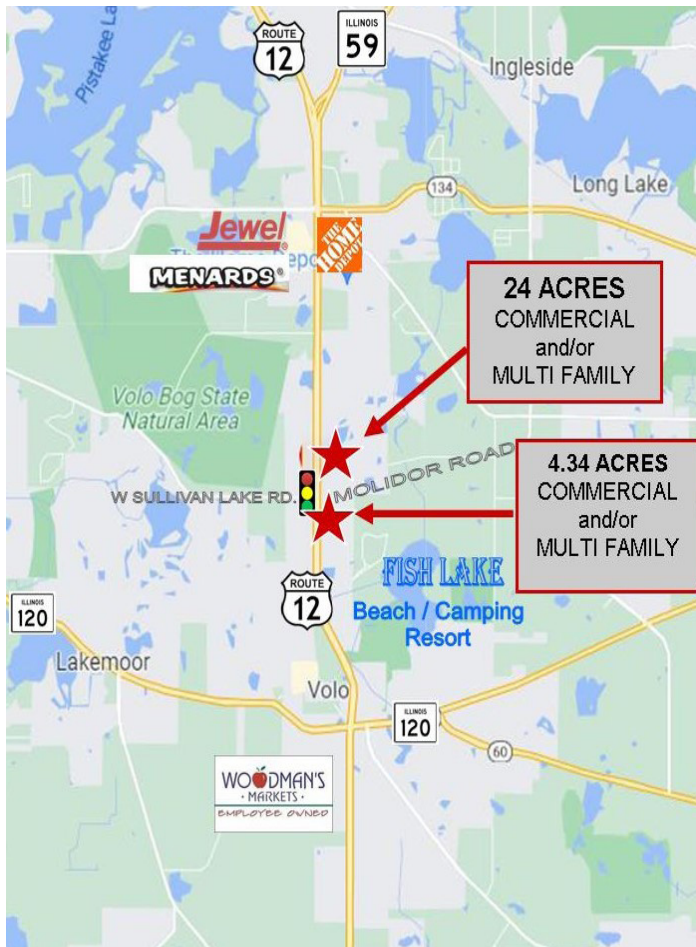 ROUTE
12
ILLINOIS
59
Pistakee La
Ingleside
134
Long Lake
Jewel
THE
HOME
DEPOT
MENARDS®
24 ACRES
COMMERCIAL
and/or
MULTI FAMILY
Volo Bog State
Natural Area
MOLIDOR ROAD
W SULLIVAN LAKE RD.
4.34 ACRES
COMMERCIAL
and/or
MULTI FAMILY
FISH LAKE
Beach / Camping
Resort
ROUTE
12
ILLINOIS
120
Lakemoor
Volo
ILLINOIS
120
60
WOODMAN'S
• MARKETS •
EMPLOYEE OWNED